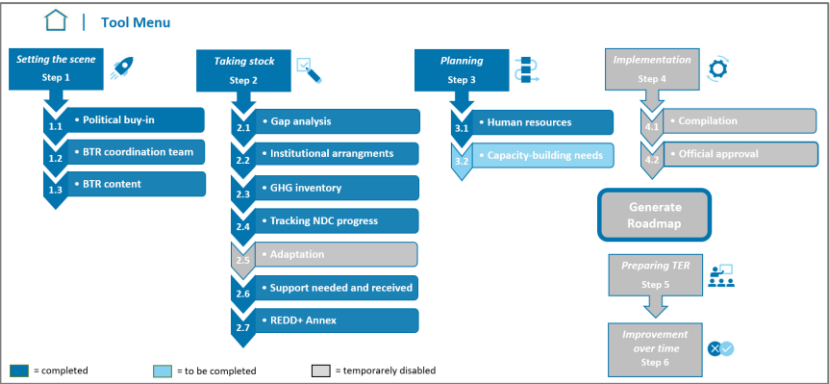 Tool Menu
Setting the scene
Step 1
1.1 • Political buy-in
1.2 • BTR coordination team
1.3 • BTR content
Taking stock
Step 2
2.1 • Gap analysis
2.2 • Institutional arrangments
2.3 • GHG inventory
2.4 • Tracking NDC progress
2.5 • Adaptation
2.6 • Support needed and received
2.7 • REDD+ Annex
Planning
Step 3
3.1 • Human resources
3.2 • Capacity-building needs
Implementation
Step 4
4.1 • Compilation
4.2 • Official approval
Generate
Roadmap
Preparing TER
Step 5
Improvement
over time
Step 6
= completed
= to be completed
= temporarely disabled